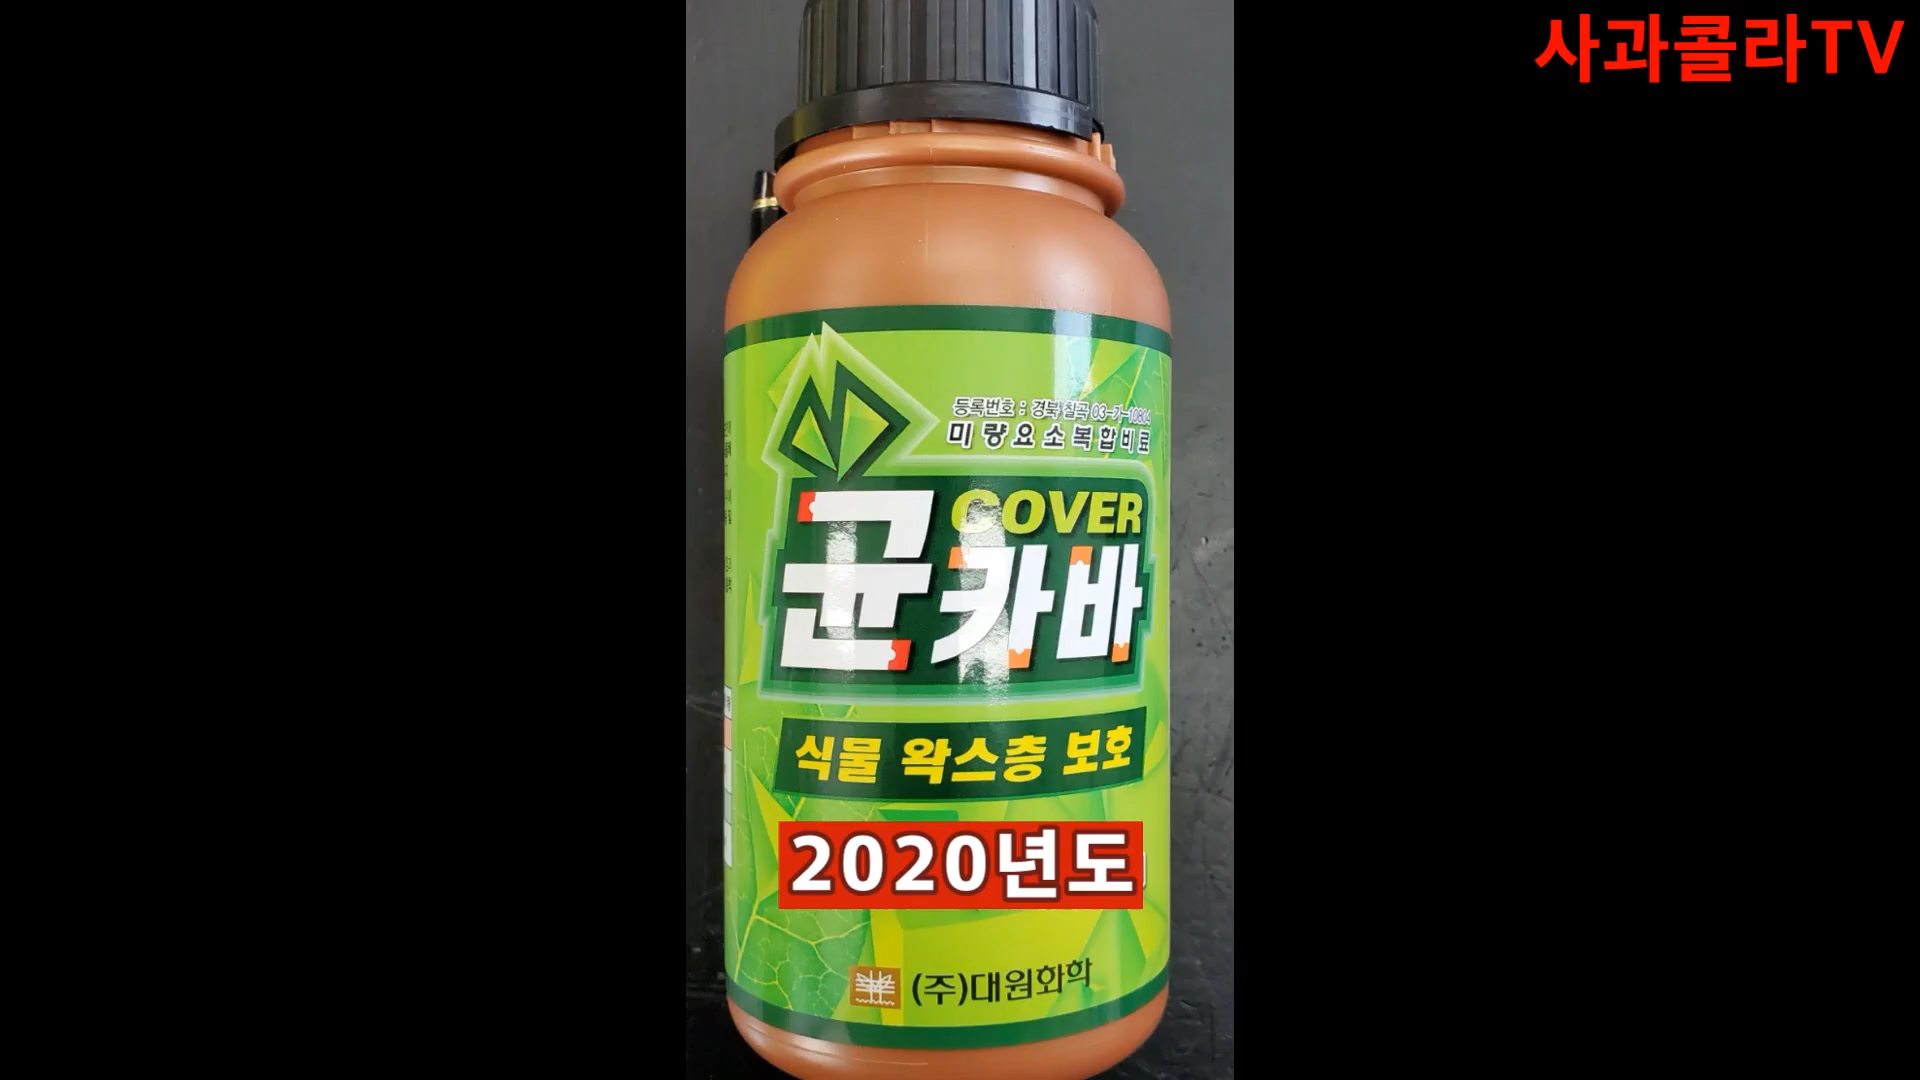 사과콜라TV
등록번호 : 경북 칠곡 03-가-10804
미량요소복합비료
COVER
균카바
식물 왁스층 보호
2020년도
(주)대원화학